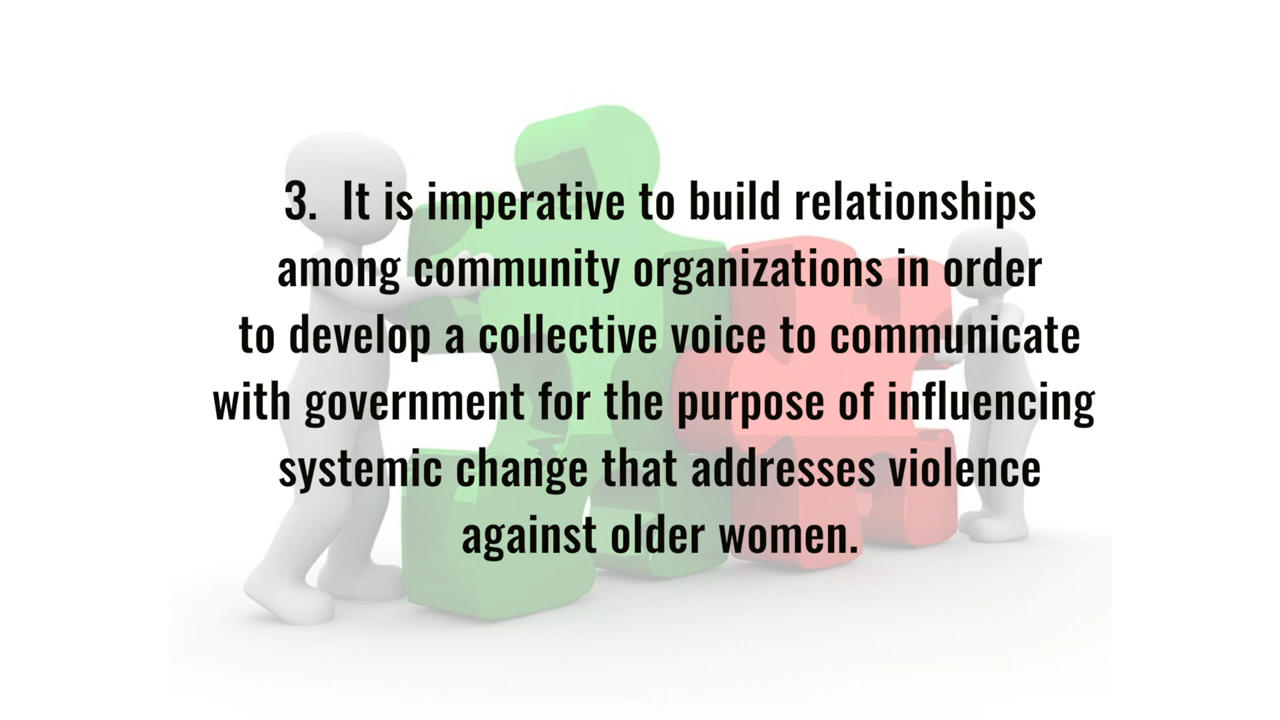 3.  It is imperative to build relationships
among community organizations in order
to develop a collective voice to communicate
with government for the purpose of influencing
systemic change that addresses violence
against older women.